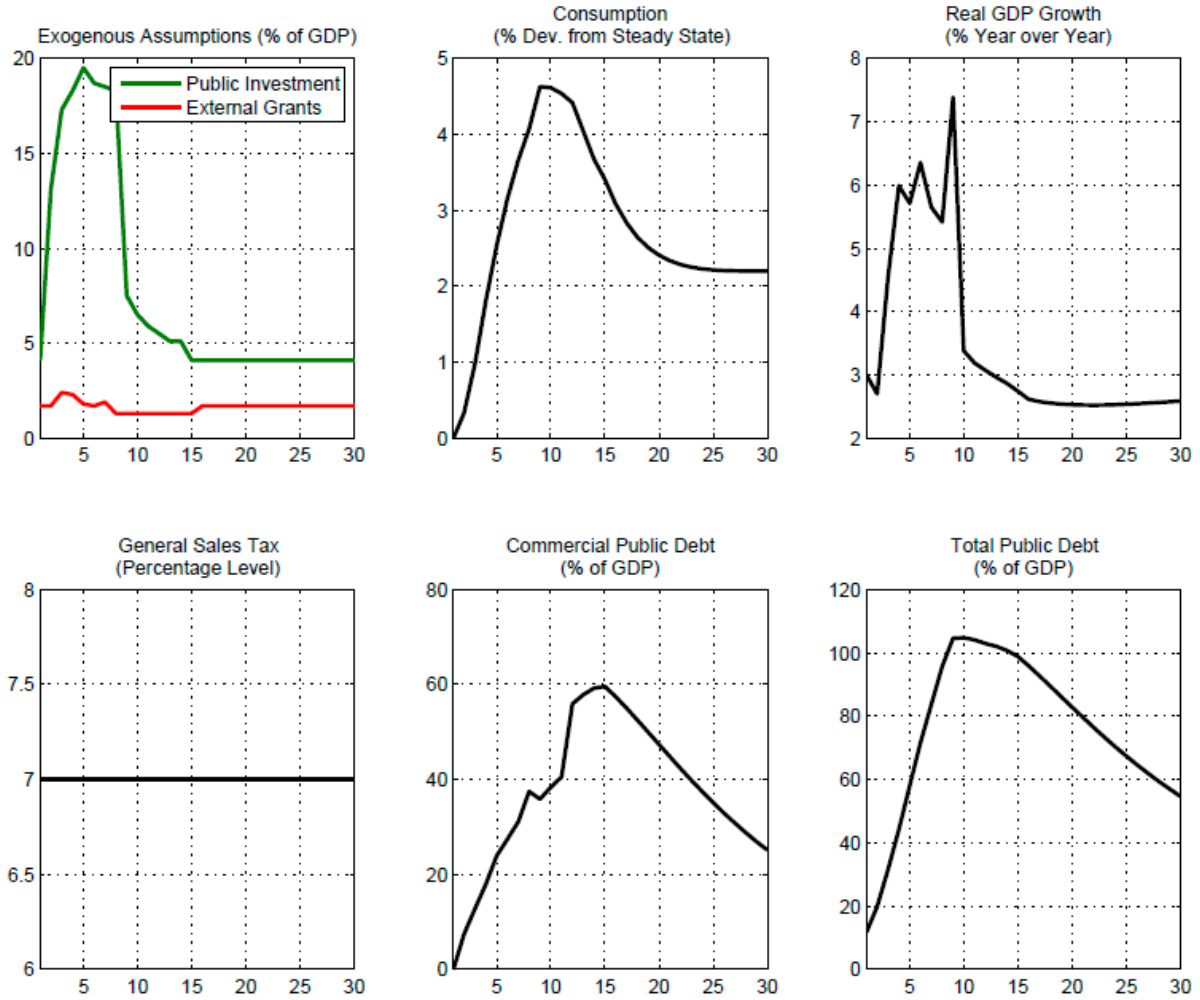 Exogenous Assumptions (% of GDP)
20
15
10
5
0
5 10 15 20 25 30
Public Investment
External Grants
Consumption
(% Dev. from Steady State)
5
4
3
2
1
0
5 10 15 20 25 30
Real GDP Growth
(% Year over Year)
8
7
6
5
4
3
2
5 10 15 20 25 30
General Sales Tax
(Percentage Level)
8
7.5
7
6.5
6
5 10 15 20 25 30
Commercial Public Debt
(% of GDP)
80
60
40
20
0
5 10 15 20 25 30
Total Public Debt
(% of GDP)
120
100
80
60
40
20
0
5 10 15 20 25 30